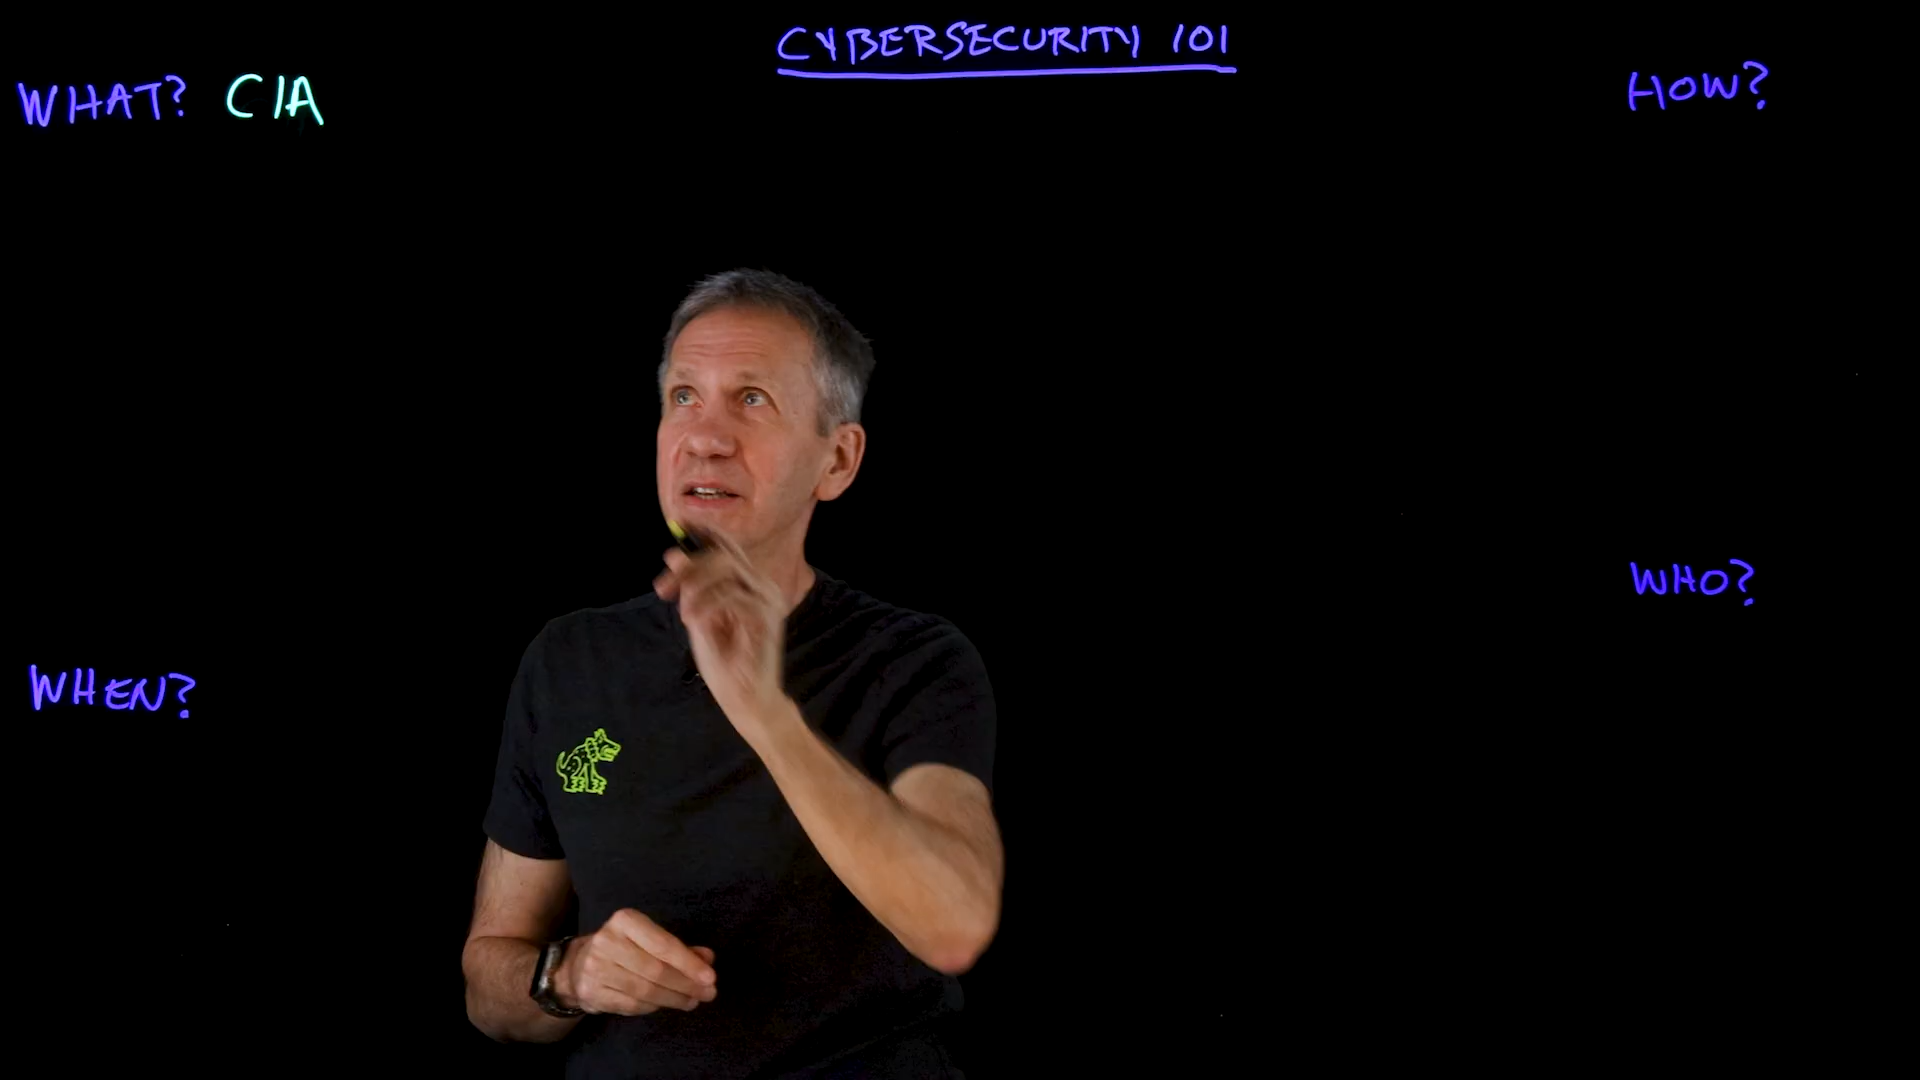 CYBERSECURITY 101
WHAT? CIA
HOW?
WHO?
WHEN?